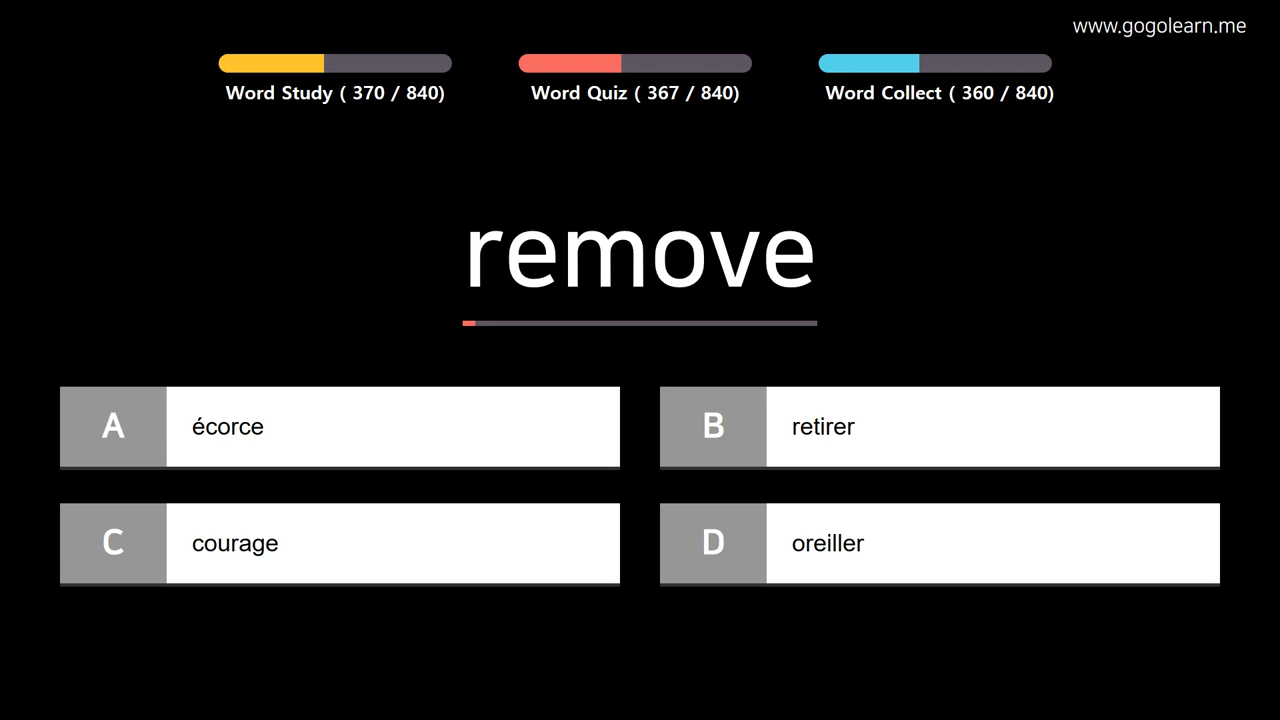 www.gogolearn.me
Word Study ( 370 / 840)
Word Quiz ( 367 / 840)
Word Collect ( 360 / 840)
remove
A écorce
B retirer
C courage
D oreiller